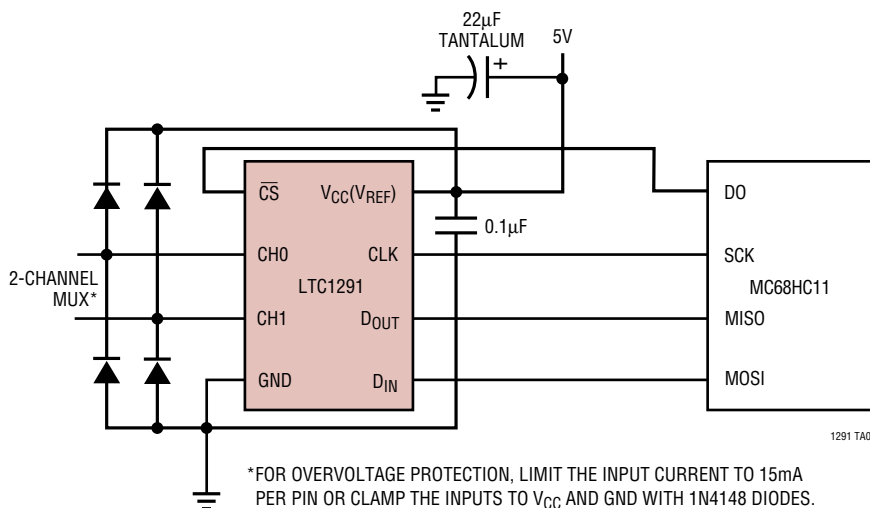 22μF
TANTALUM
5V
+
C̅S̅
VCC(VREF)
DO
0.1μF
CH0
CLK
SCK
2-CHANNEL
MUX*
LTC1291
MC68HC11
CH1
DOUT
MISO
GND
DIN
MOSI
1291 TA0
*FOR OVERVOLTAGE PROTECTION, LIMIT THE INPUT CURRENT TO 15mA
PER PIN OR CLAMP THE INPUTS TO VCC AND GND WITH 1N4148 DIODES.